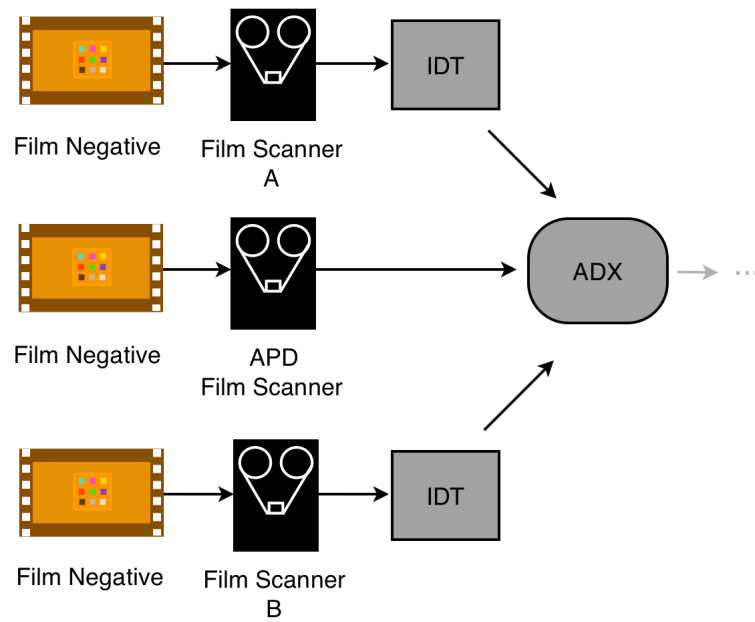 IDT
Film Negative
Film Scanner
A
ADX
...
Film Negative
APD
Film Scanner
IDT
Film Negative
Film Scanner
B